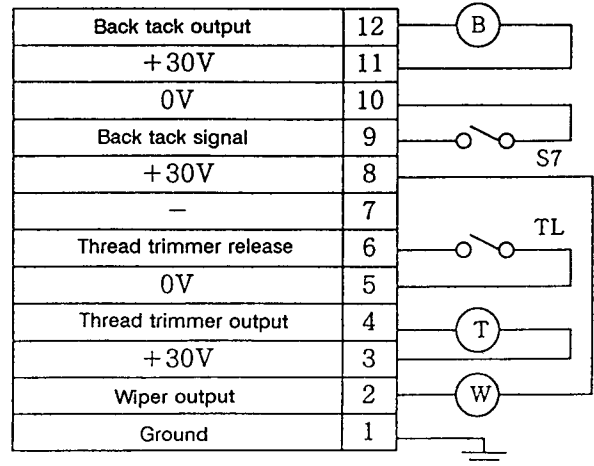 Back tack output 12 B
+30V 11
0V 10
Back tack signal 9
S7
+30V 8
− 7
TL
Thread trimmer release 6
0V 5
Thread trimmer output 4 T
+30V 3
Wiper output 2 W
Ground 1